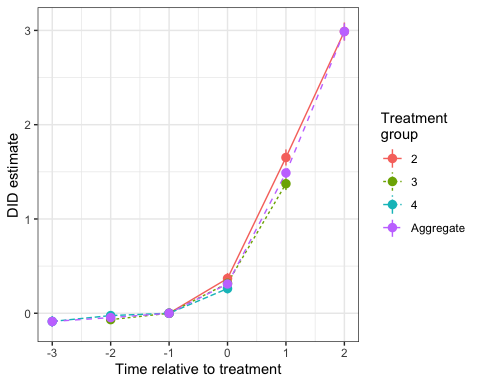 3
2
1
0
-3
-2
-1
0
1
2
Time relative to treatment
DID estimate
Treatment
group
2
3
4
Aggregate